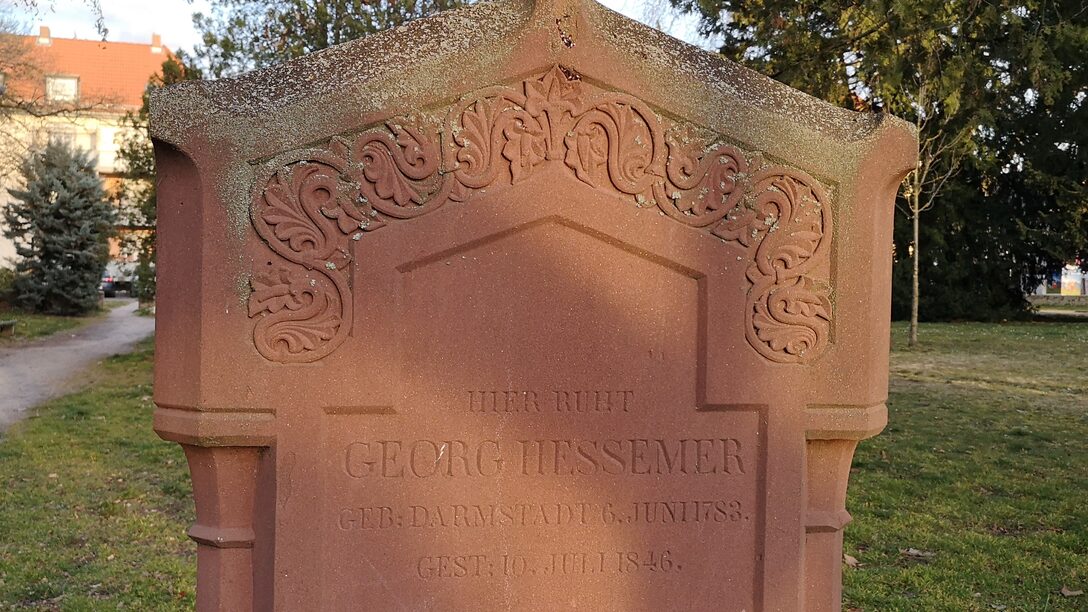 HIER RUHT
GEORG HESSEMER
GEB: DARMSTADT 6. JUNI 1783.
GEST: 10. JULI 1846.